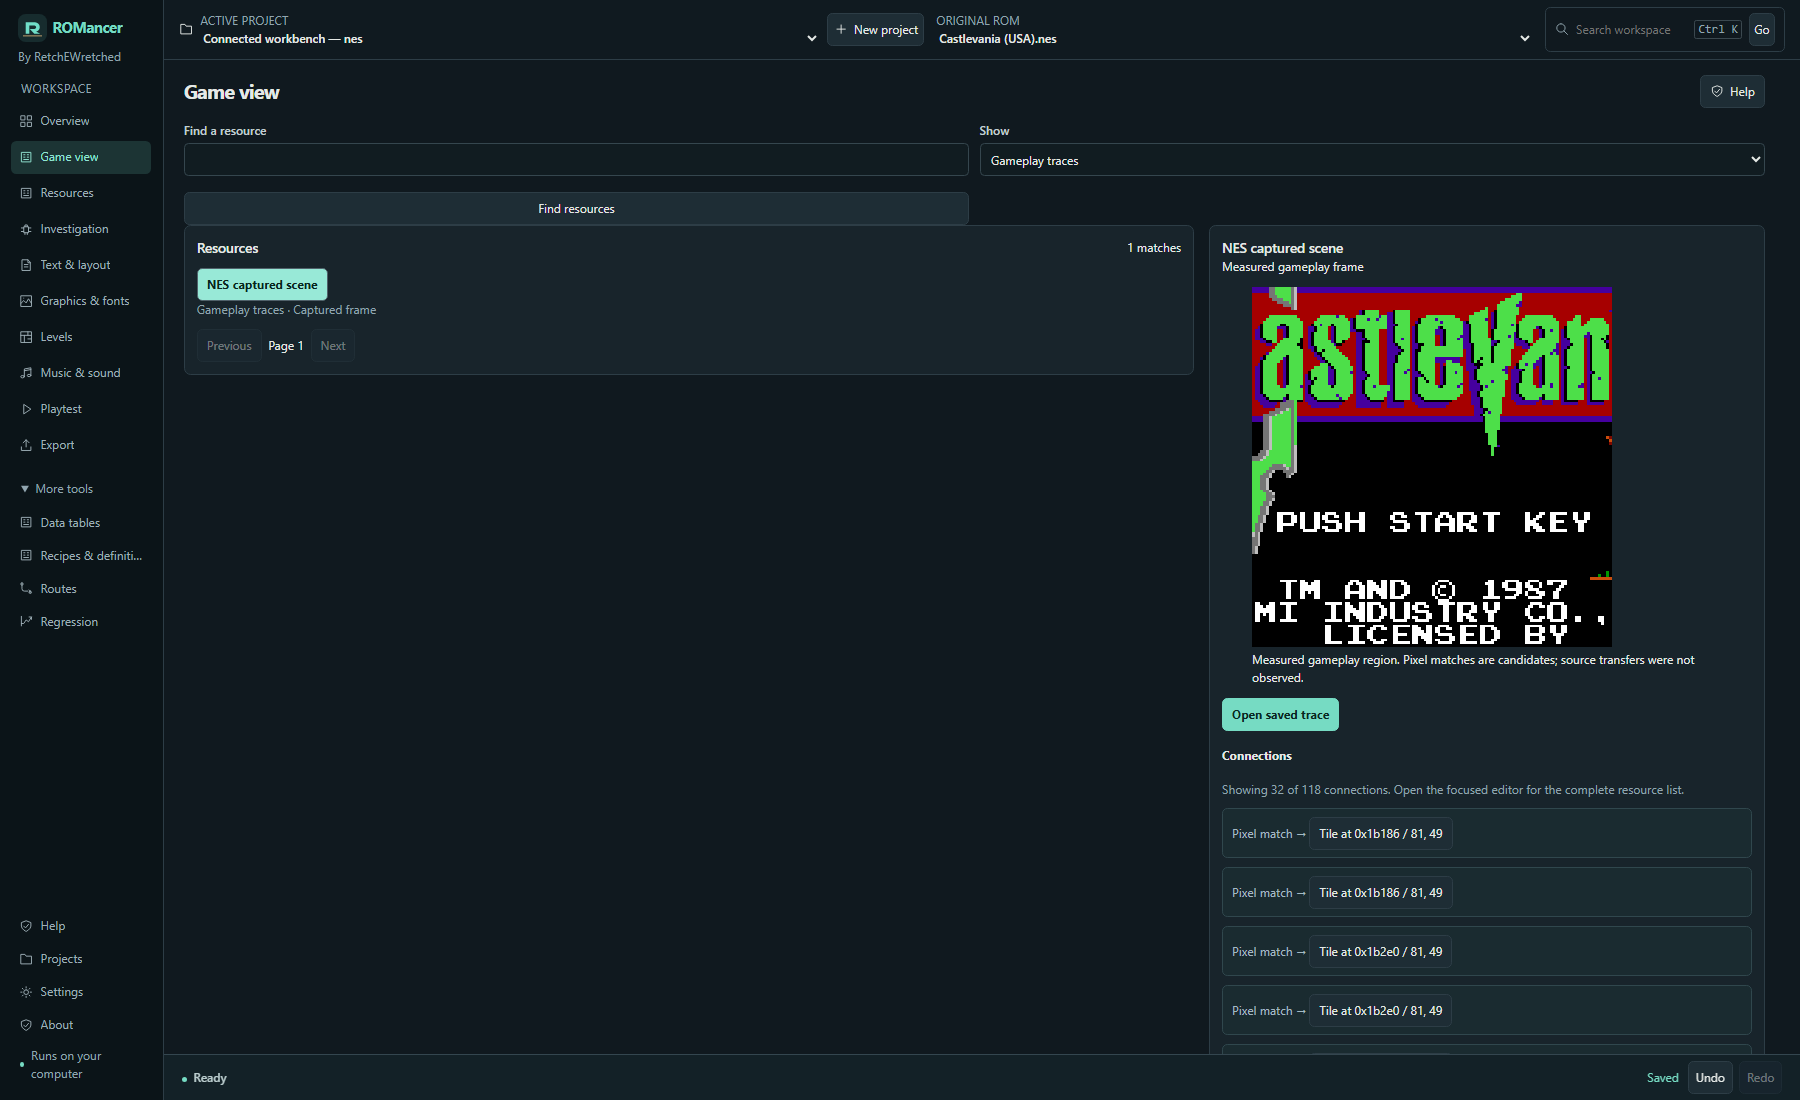 ROMancer
By RetchEWretched
WORKSPACE
Overview
Game view
Resources
Investigation
Text & layout
Graphics & fonts
Levels
Music & sound
Playtest
Export
More tools
Data tables
Recipes & definiti...
Routes
Regression
Help
Projects
Settings
About
Runs on your
computer
ACTIVE PROJECT
Connected workbench — nes
New project
ORIGINAL ROM
Castlevania (USA).nes
Search workspace
Ctrl K
Go
Game view
Help
Find a resource
Show
Gameplay traces
Find resources
Resources
1 matches
NES captured scene
Gameplay traces · Captured frame
Previous
Page 1
Next
NES captured scene
Measured gameplay frame
astlevan
PUSH START KEY
TM AND © 1987
MI INDUSTRY CO.,
LICENSED BY
Measured gameplay region. Pixel matches are candidates; source transfers were not
observed.
Open saved trace
Connections
Showing 32 of 118 connections. Open the focused editor for the complete resource list.
Pixel match → Tile at 0x1b186 / 81, 49
Pixel match → Tile at 0x1b186 / 81, 49
Pixel match → Tile at 0x1b2e0 / 81, 49
Pixel match → Tile at 0x1b2e0 / 81, 49
Ready
Saved
Undo
Redo